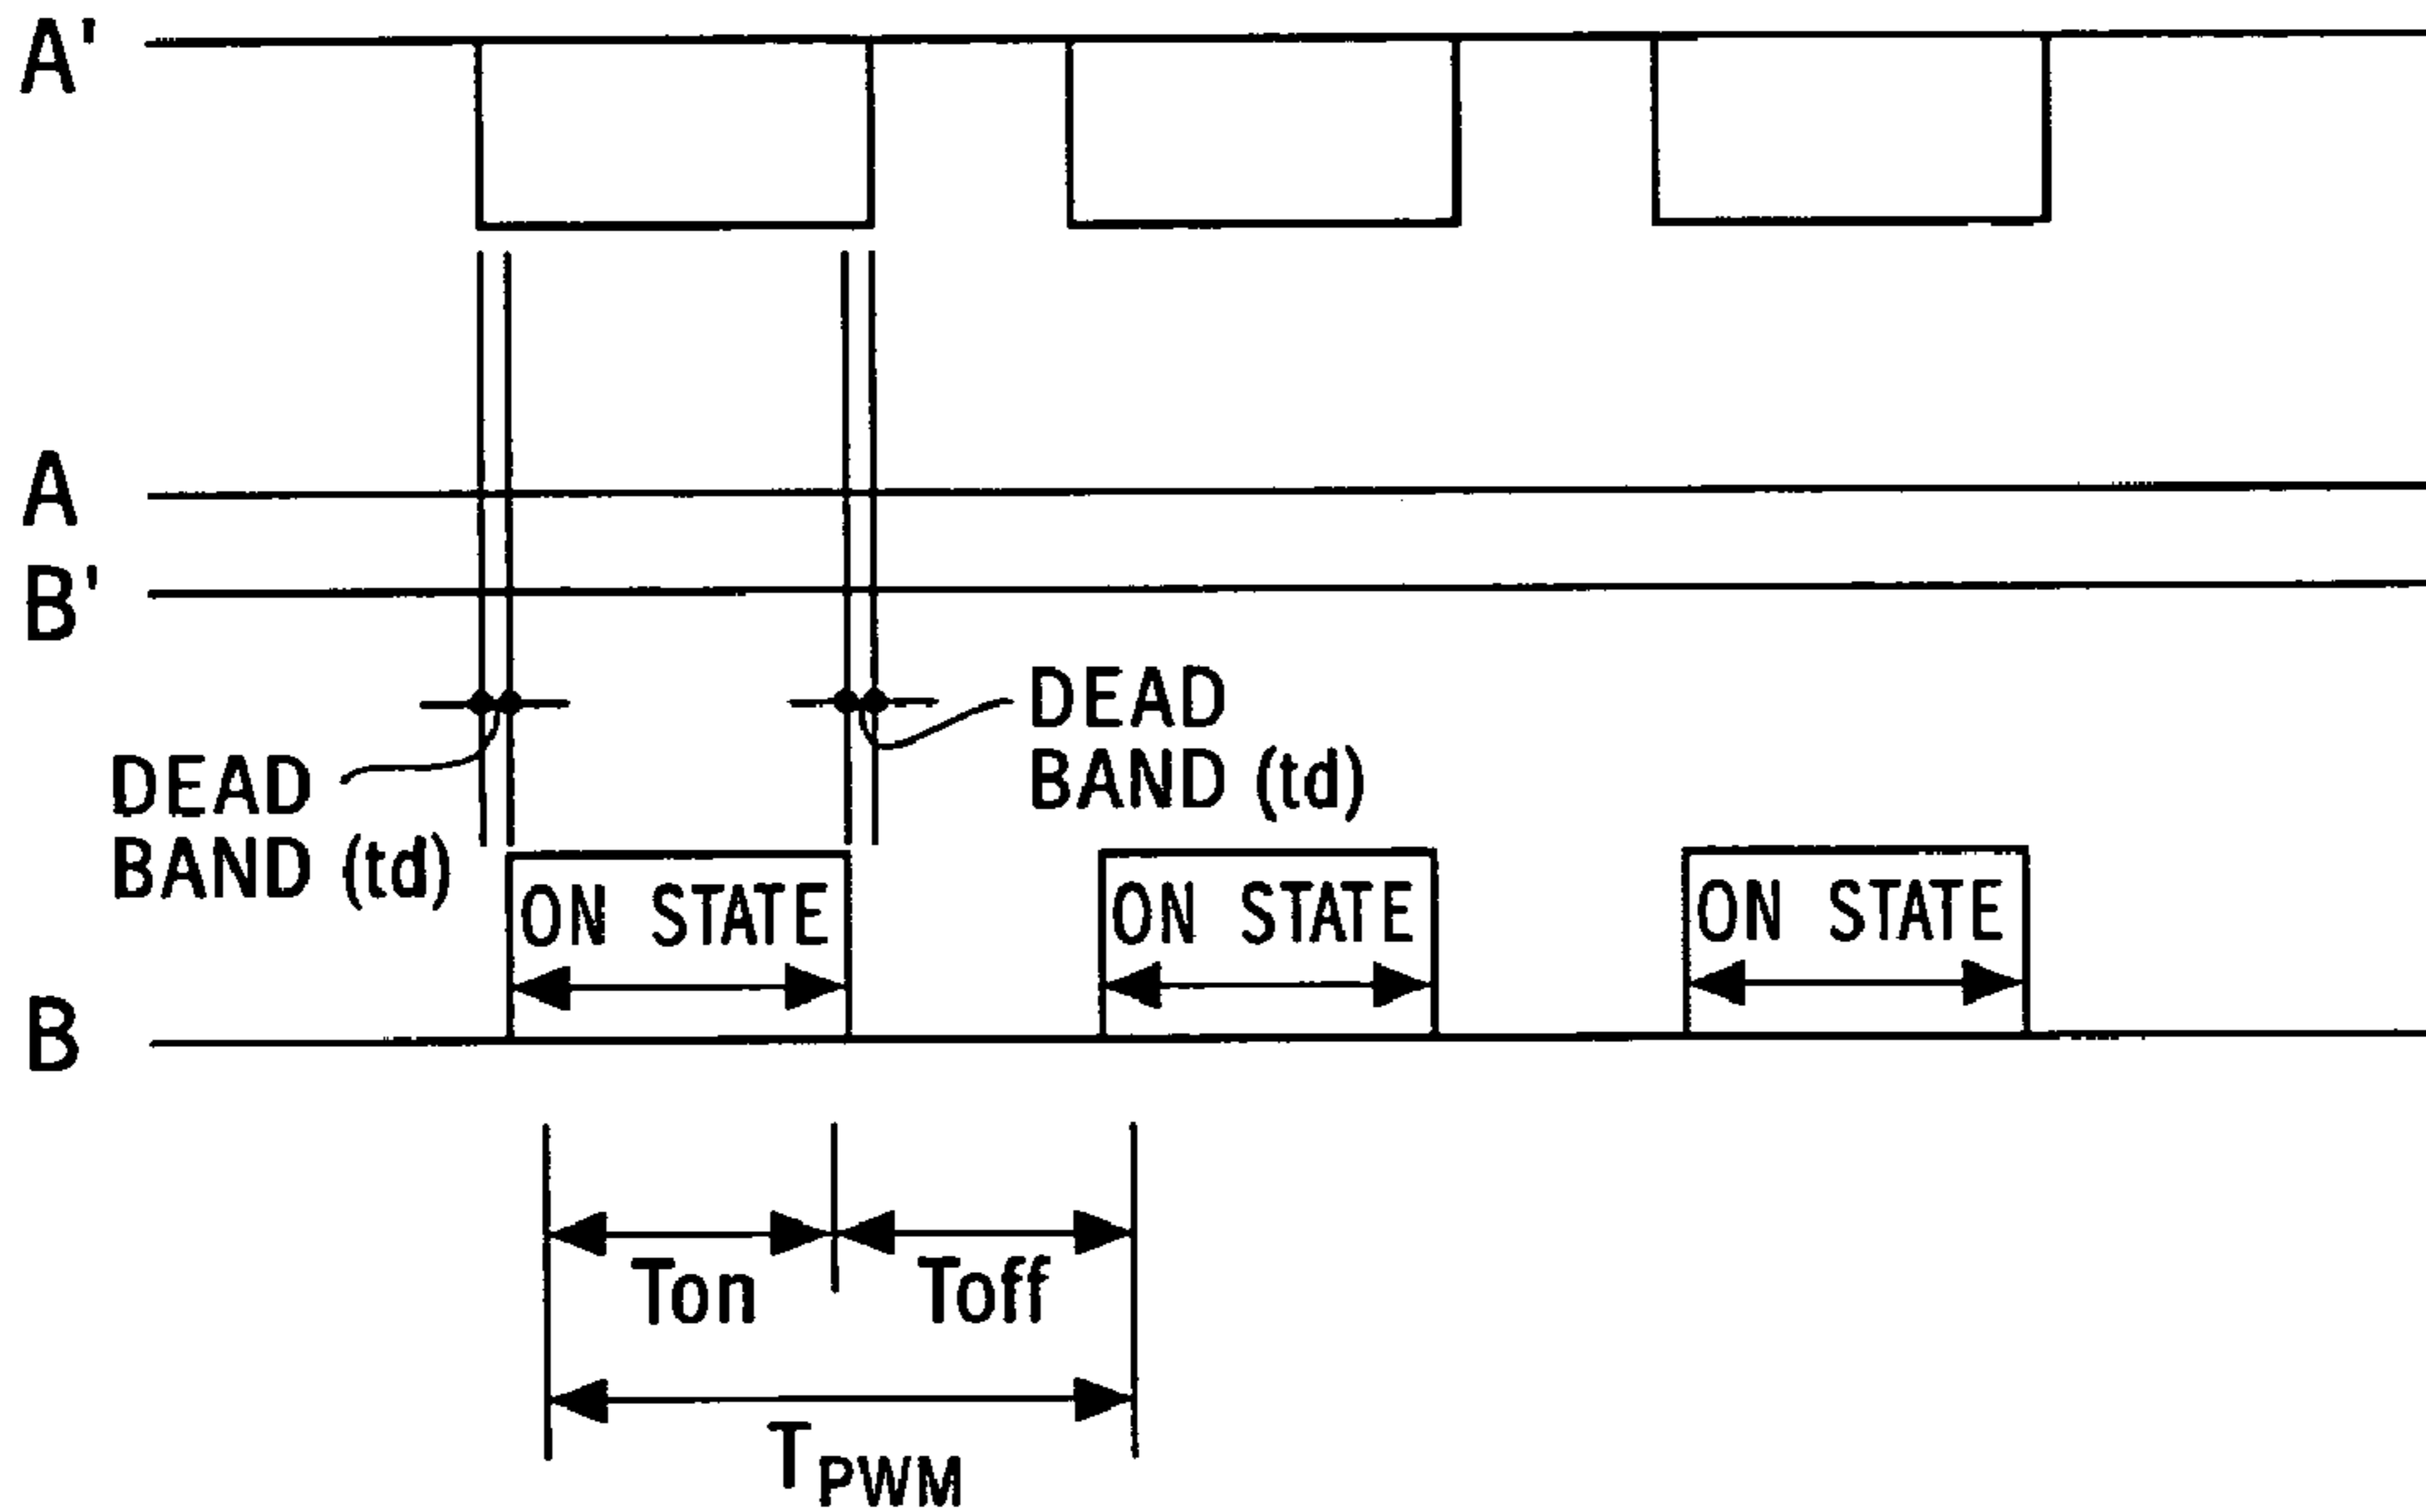 A'
A
B'
DEAD
BAND (td)
DEAD
BAND (td)
ON STATE
ON STATE
ON STATE
B
Ton
Toff
TPWM